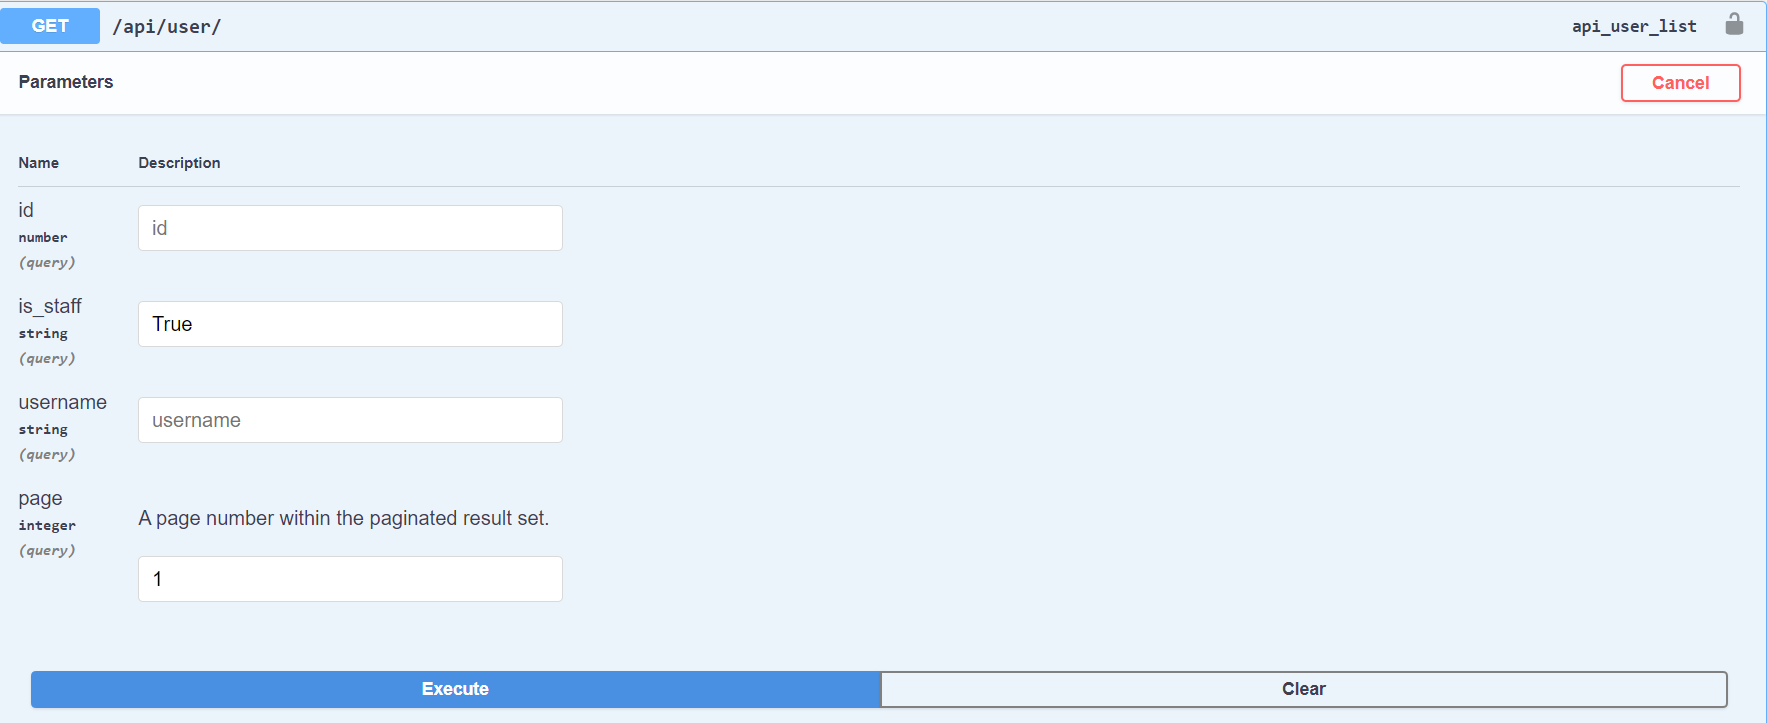 GET /api/user/ api_user_list
Parameters Cancel
Name Description
id
number
(query)
id
is_staff
string
(query)
True
username
string
(query)
username
page
integer
(query)
A page number within the paginated result set.
1
Execute Clear